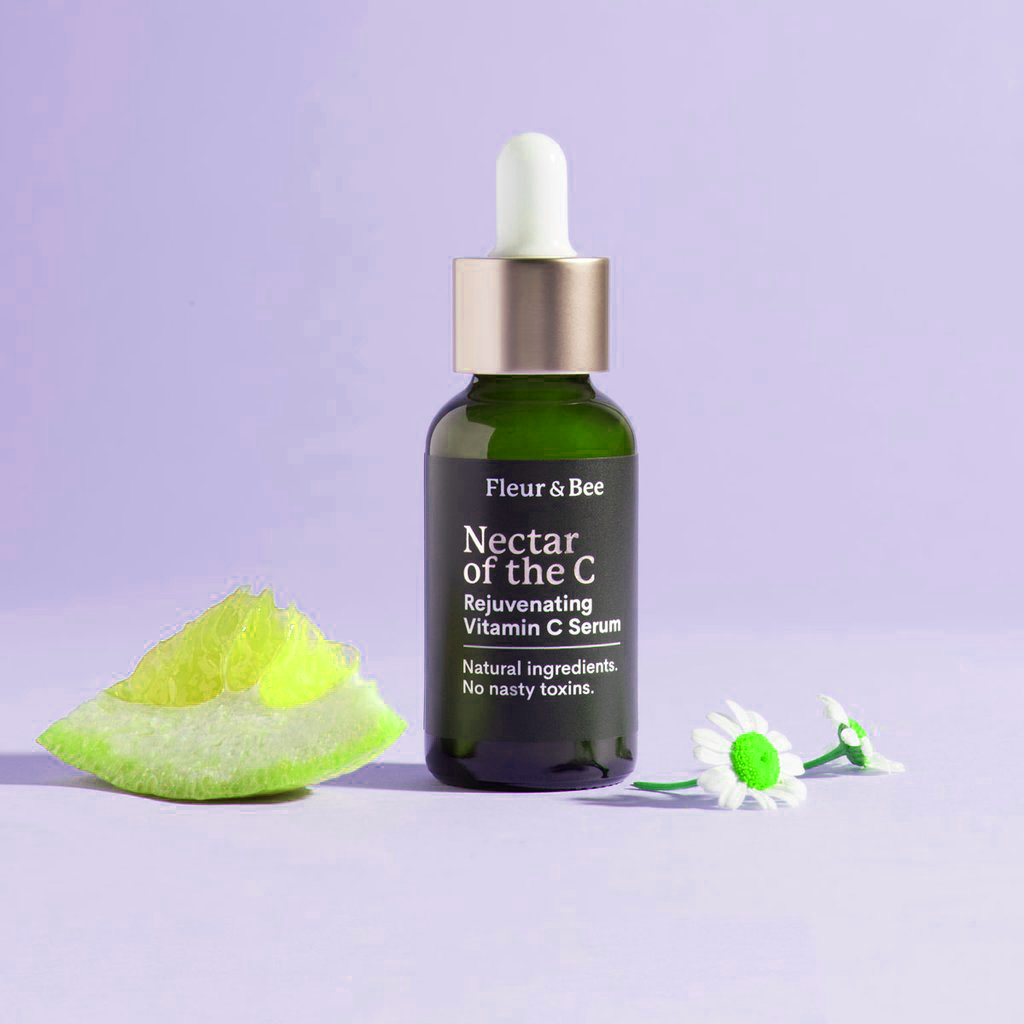 Fleur & Bee
Nectar
of the C
Rejuvenating
Vitamin C Serum
Natural ingredients.
No nasty toxins.